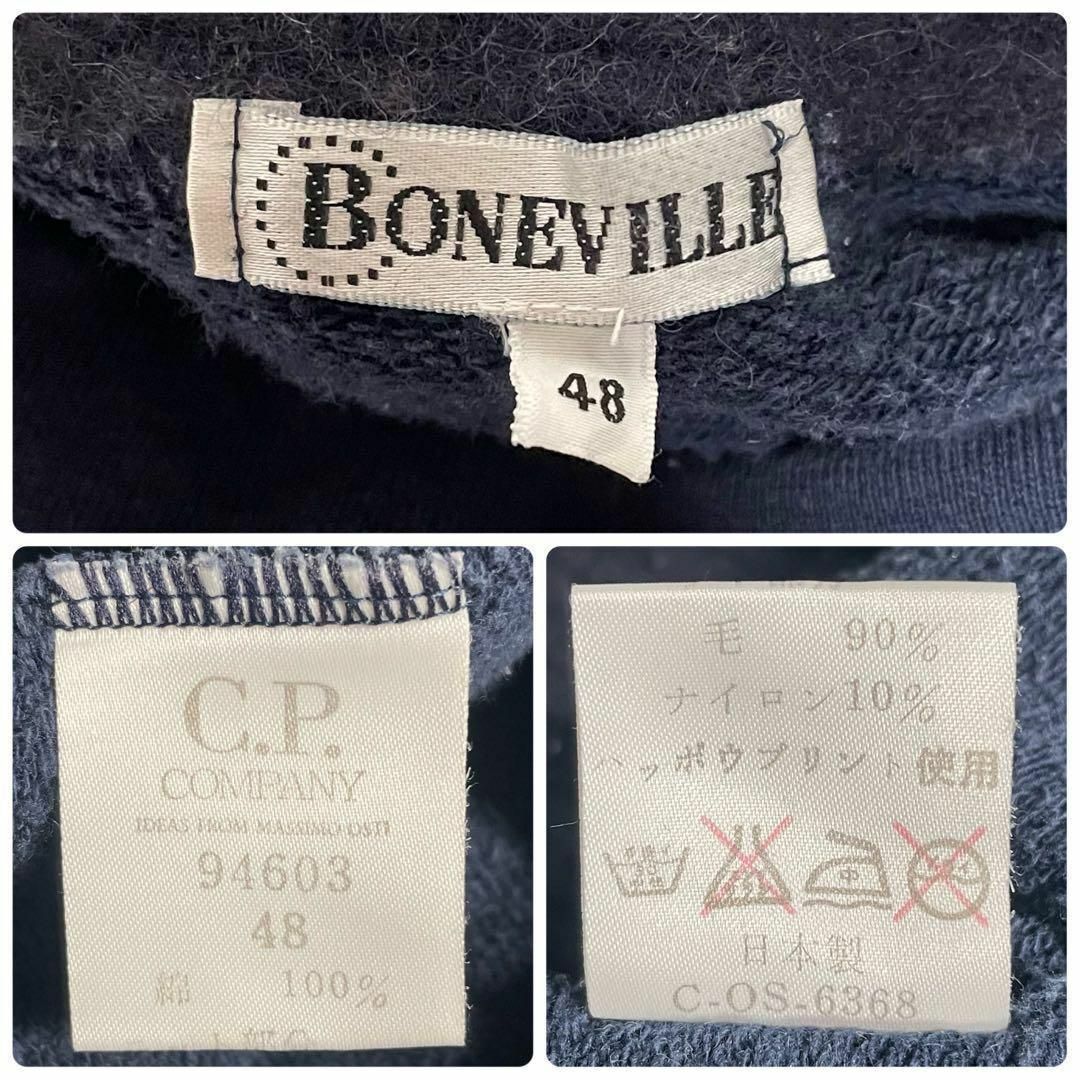 BONEVILLE
48
C.P.
COMPANY
IDEAS FROM MASSIMO OSTI
94603
48
綿 100%
毛 90%
ナイロン10%
ハッポウプリント使用
中
日本製
C-OS-6368